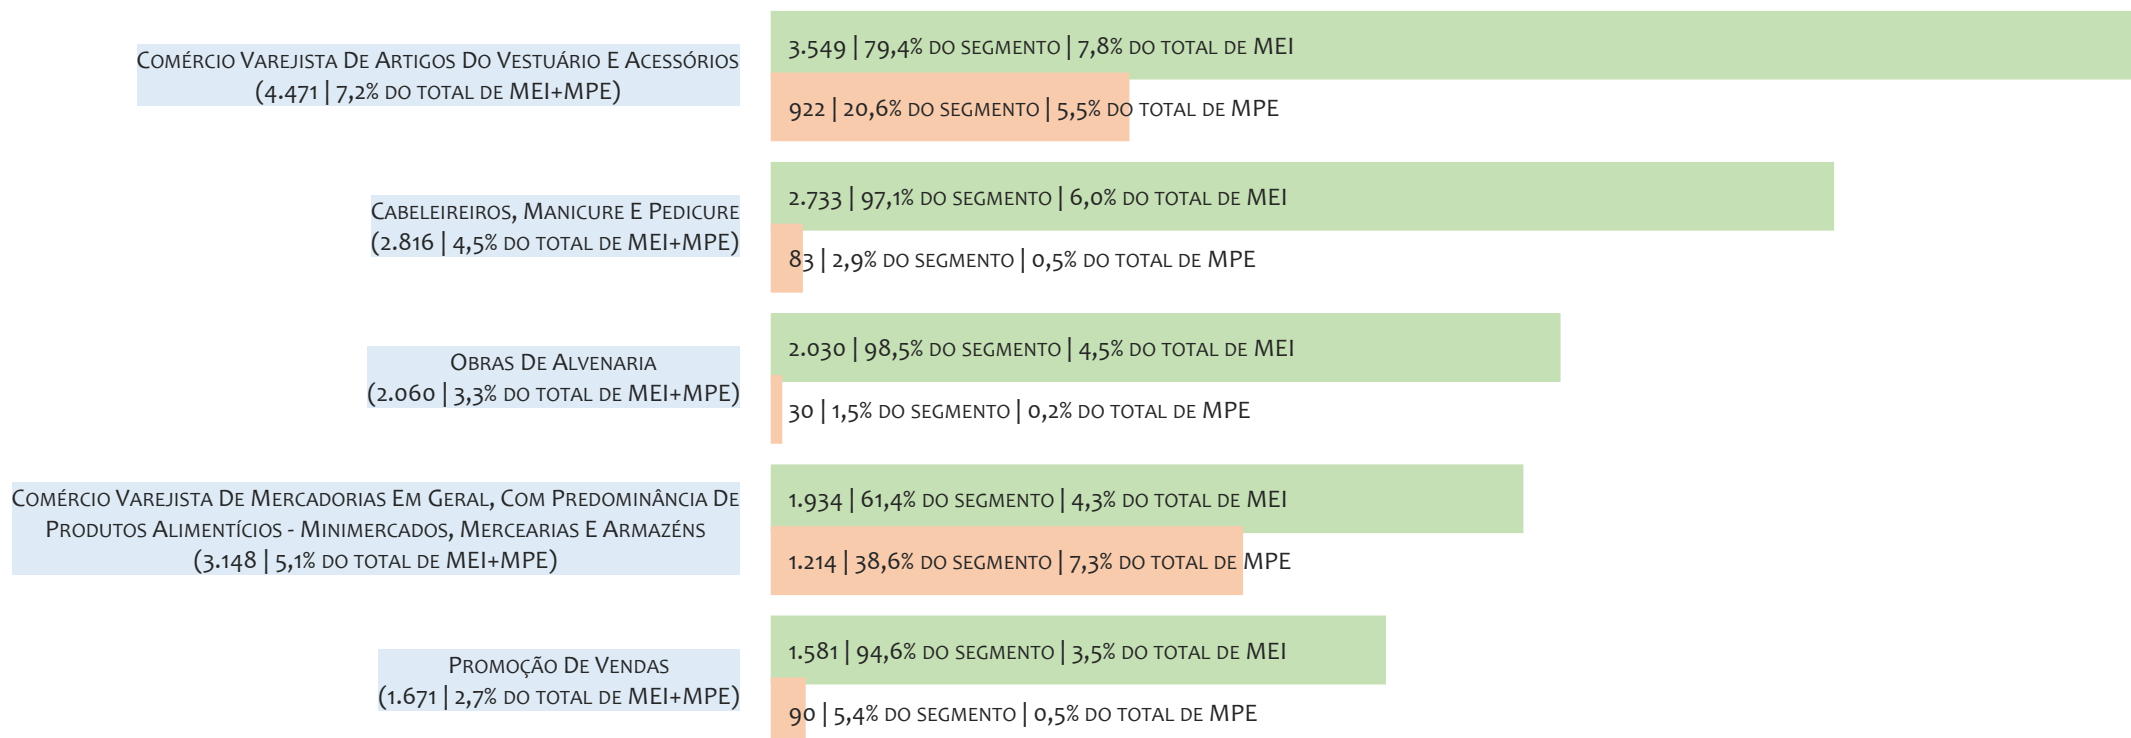 Comércio Varejista De Artigos Do Vestuário E Acessórios
(4.471 | 7,2% do total de MEI+MPE)
3.549 | 79,4% do segmento | 7,8% do total de MEI
922 | 20,6% do segmento | 5,5% do total de MPE
Cabeleireiros, Manicure E Pedicure
(2.816 | 4,5% do total de MEI+MPE)
2.733 | 97,1% do segmento | 6,0% do total de MEI
83 | 2,9% do segmento | 0,5% do total de MPE
Obras De Alvenaria
(2.060 | 3,3% do total de MEI+MPE)
2.030 | 98,5% do segmento | 4,5% do total de MEI
30 | 1,5% do segmento | 0,2% do total de MPE
Comércio Varejista De Mercadorias Em Geral, Com Predominância De
Produtos Alimentícios - Minimercados, Mercearias E Armazéns
(3.148 | 5,1% do total de MEI+MPE)
1.934 | 61,4% do segmento | 4,3% do total de MEI
1.214 | 38,6% do segmento | 7,3% do total de MPE
Promoção De Vendas
(1.671 | 2,7% do total de MEI+MPE)
1.581 | 94,6% do segmento | 3,5% do total de MEI
90 | 5,4% do segmento | 0,5% do total de MPE